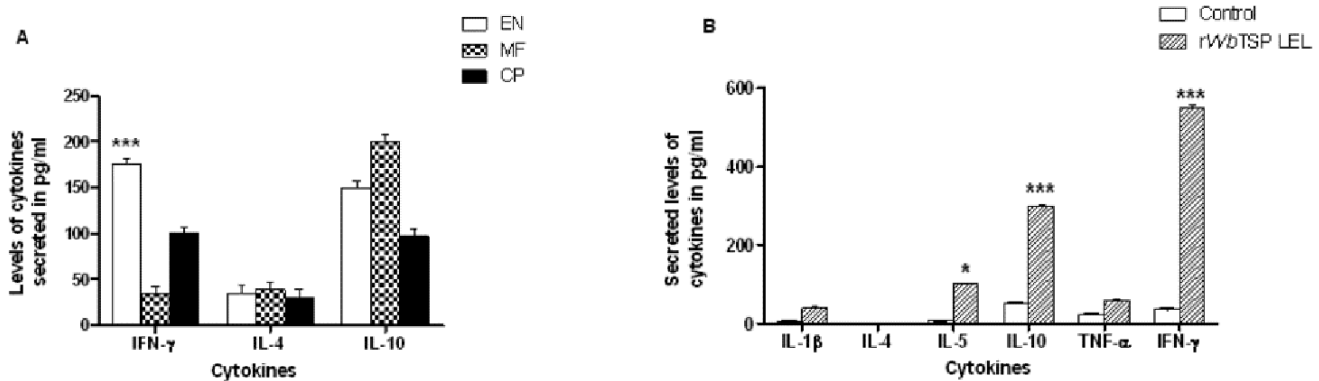 A
EN
MF
CP
Levels of cytokines
secreted in pg/ml
250
200
150
100
50
0
***
IFN-γ IL-4 IL-10
Cytokines
B
Control
rWbTSP LEL
Secreted levels of
cytokines in pg/ml
600
400
200
0
* *** ***
IL-1β IL-4 IL-5 IL-10 TNF-α IFN-γ
Cytokines